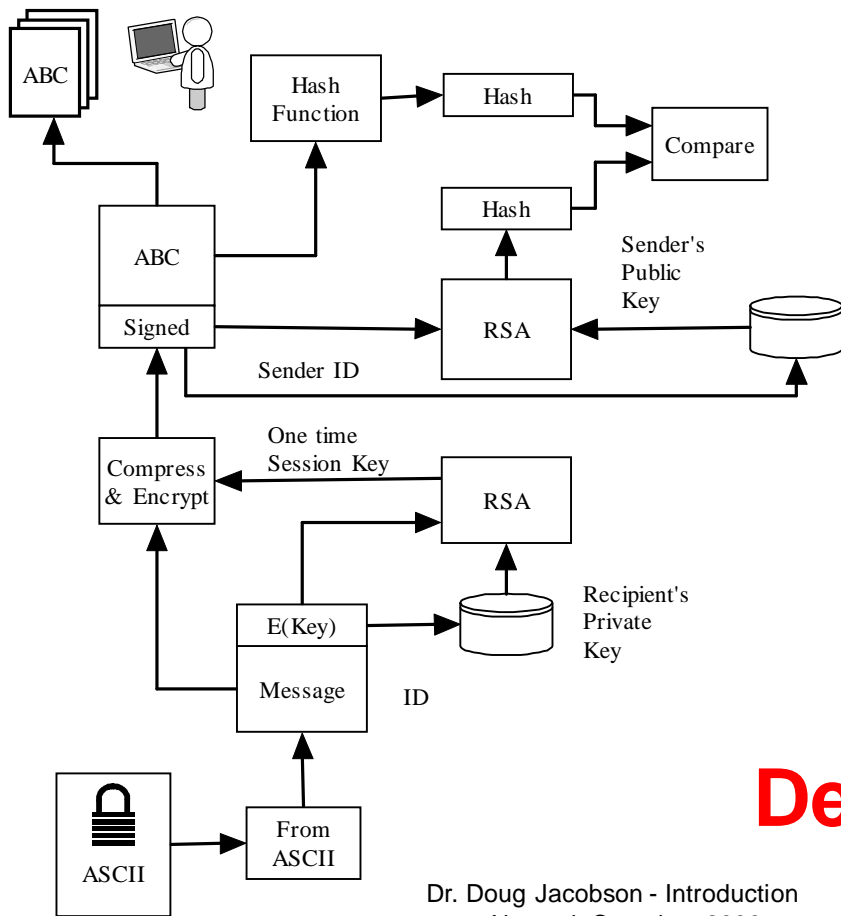 ABC
Hash
Function
Hash
Compare
Hash
ABC
Sender's
Public
Key
Signed
RSA
Sender ID
One time
Session Key
Compress
& Encrypt
RSA
Recipient's
Private
Key
E(Key)
Message
ID
From
ASCII
ASCII
De
Dr. Doug Jacobson - Introduction